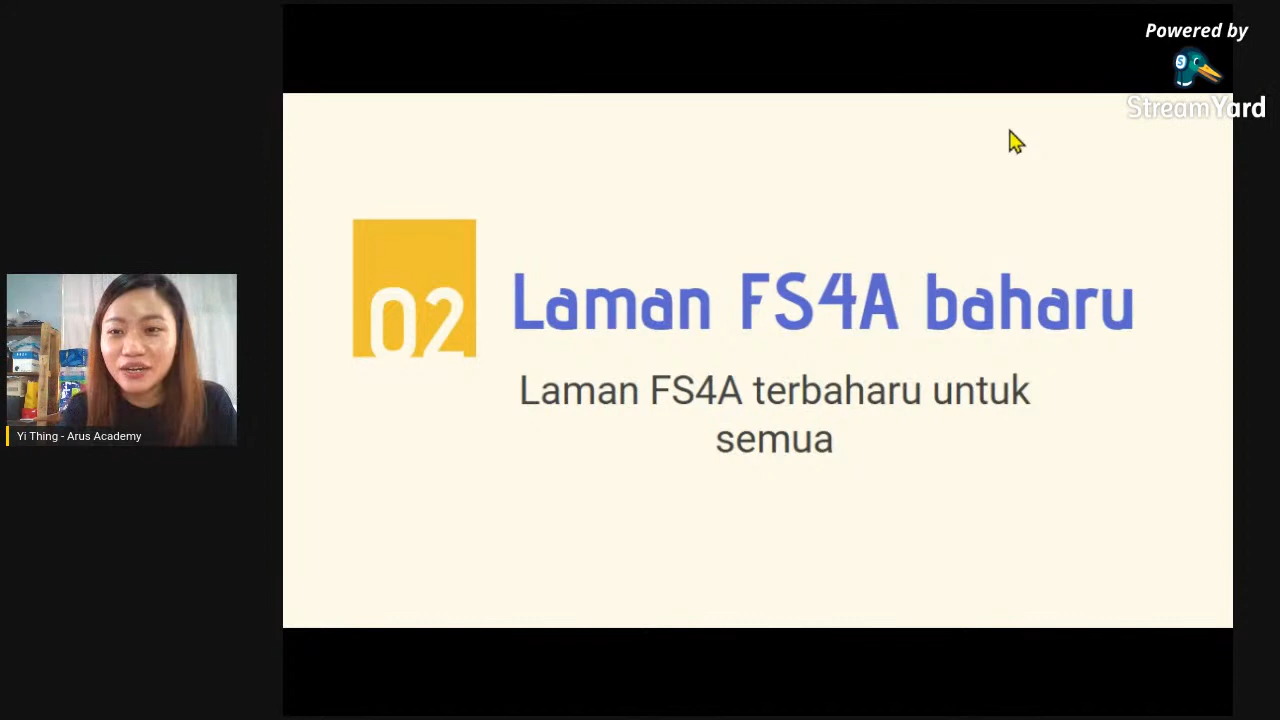 Powered by
StreamYard
02
Laman FS4A baharu
Laman FS4A terbaharu untuk
semua
Yi Thing - Arus Academy